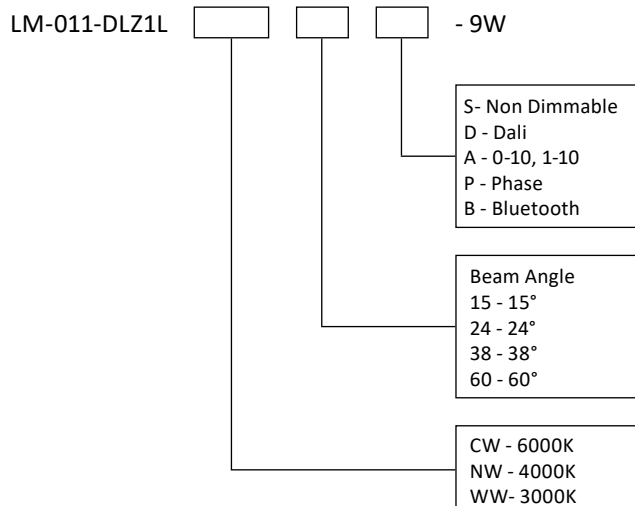 LM-011-DLZ1L - 9W
S- Non Dimmable
D - Dali
A - 0-10, 1-10
P - Phase
B - Bluetooth
Beam Angle
15 - 15°
24 - 24°
38 - 38°
60 - 60°
CW - 6000K
NW - 4000K
WW- 3000K